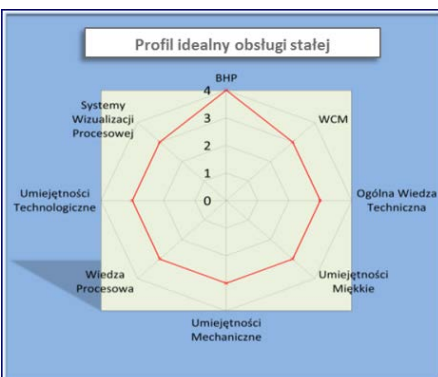 Profil idealny obsługi stałej
BHP
4
3
2
1
0
WCM
Ogólna Wiedza
Techniczna
Umiejętności
Miękkie
Umiejętności
Mechaniczne
Wiedza
Procesowa
Umiejętności
Technologiczne
Systemy
Wizualizacji
Procesowej